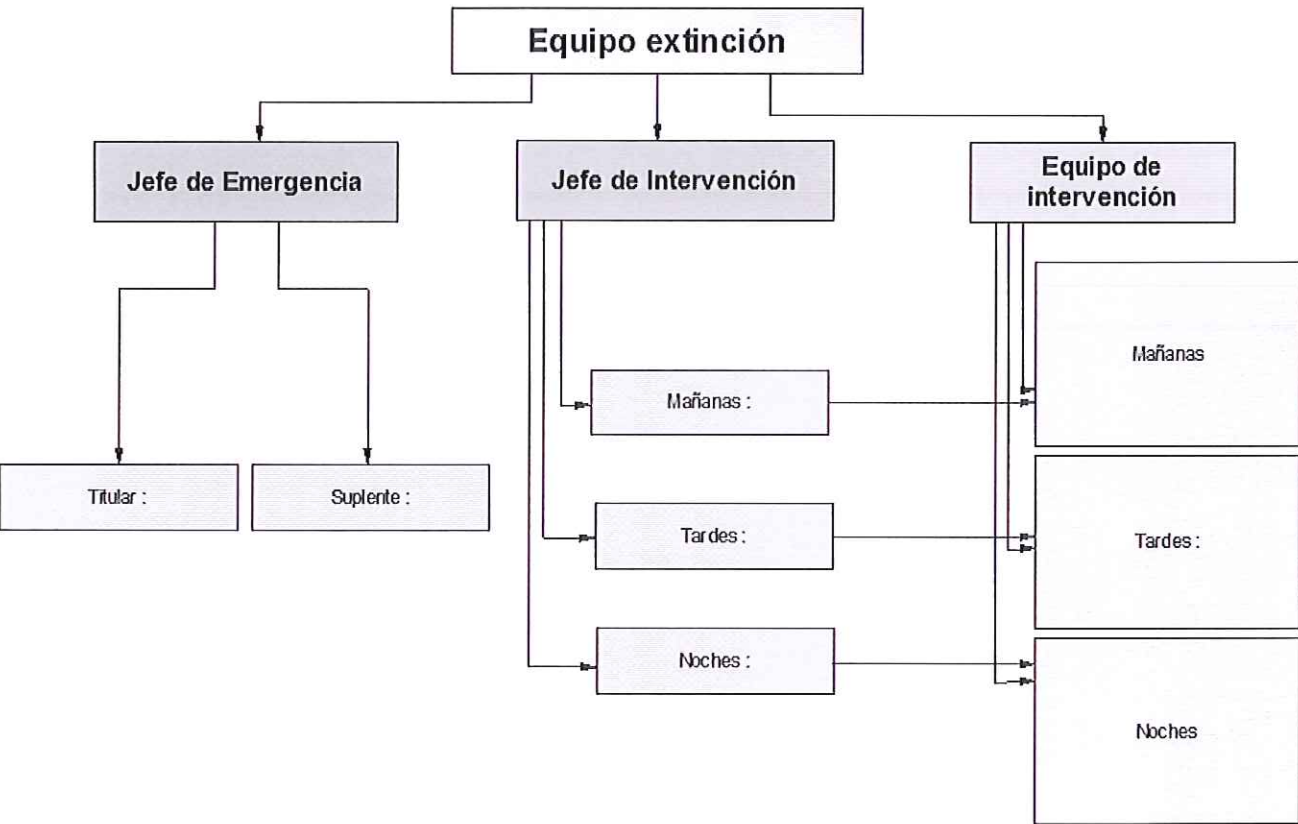 Equipo extinción
Jefe de Emergencia
Jefe de Intervención
Equipo de
intervención
Titular :
Suplente :
Mañanas :
Tardes :
Noches :
Mañanas
Tardes :
Noches